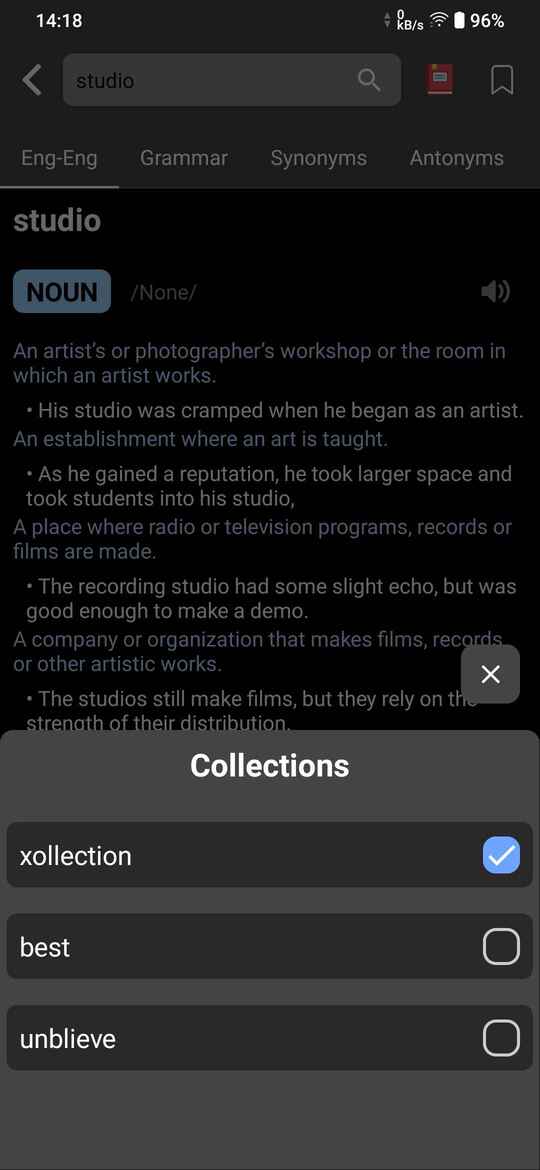 14:18
0
kB/s
96%
studio
Eng-Eng Grammar Synonyms Antonyms
studio
NOUN /None/
An artist's or photographer's workshop or the room in
which an artist works.
• His studio was cramped when he began as an artist.
An establishment where an art is taught.
• As he gained a reputation, he took larger space and
took students into his studio,
A place where radio or television programs, records or
films are made.
• The recording studio had some slight echo, but was
good enough to make a demo.
A company or organization that makes films, records,
or other artistic works.
• The studios still make films, but they rely on the
strength of their distribution.
Collections
xollection
best
unblieve